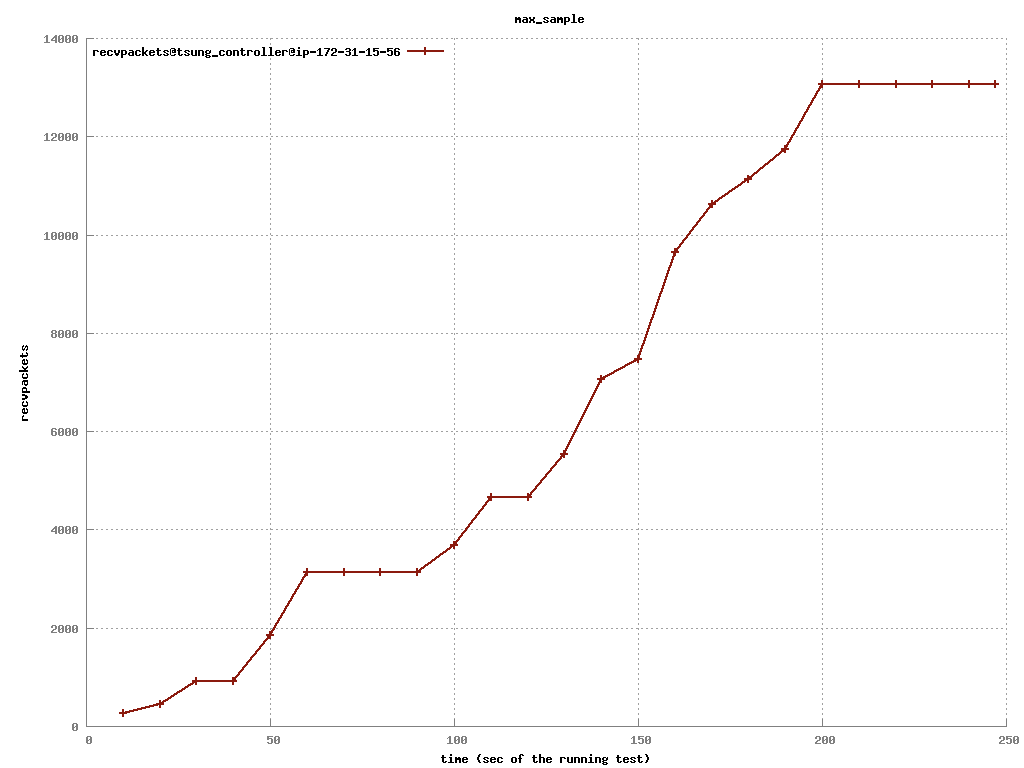 max_sample
14000
recvpackets@tsung_controller@ip-172-31-15-56
12000
10000
8000
recvpackets
6000
4000
2000
0
0 50 100 150 200 250
time (sec of the running test)